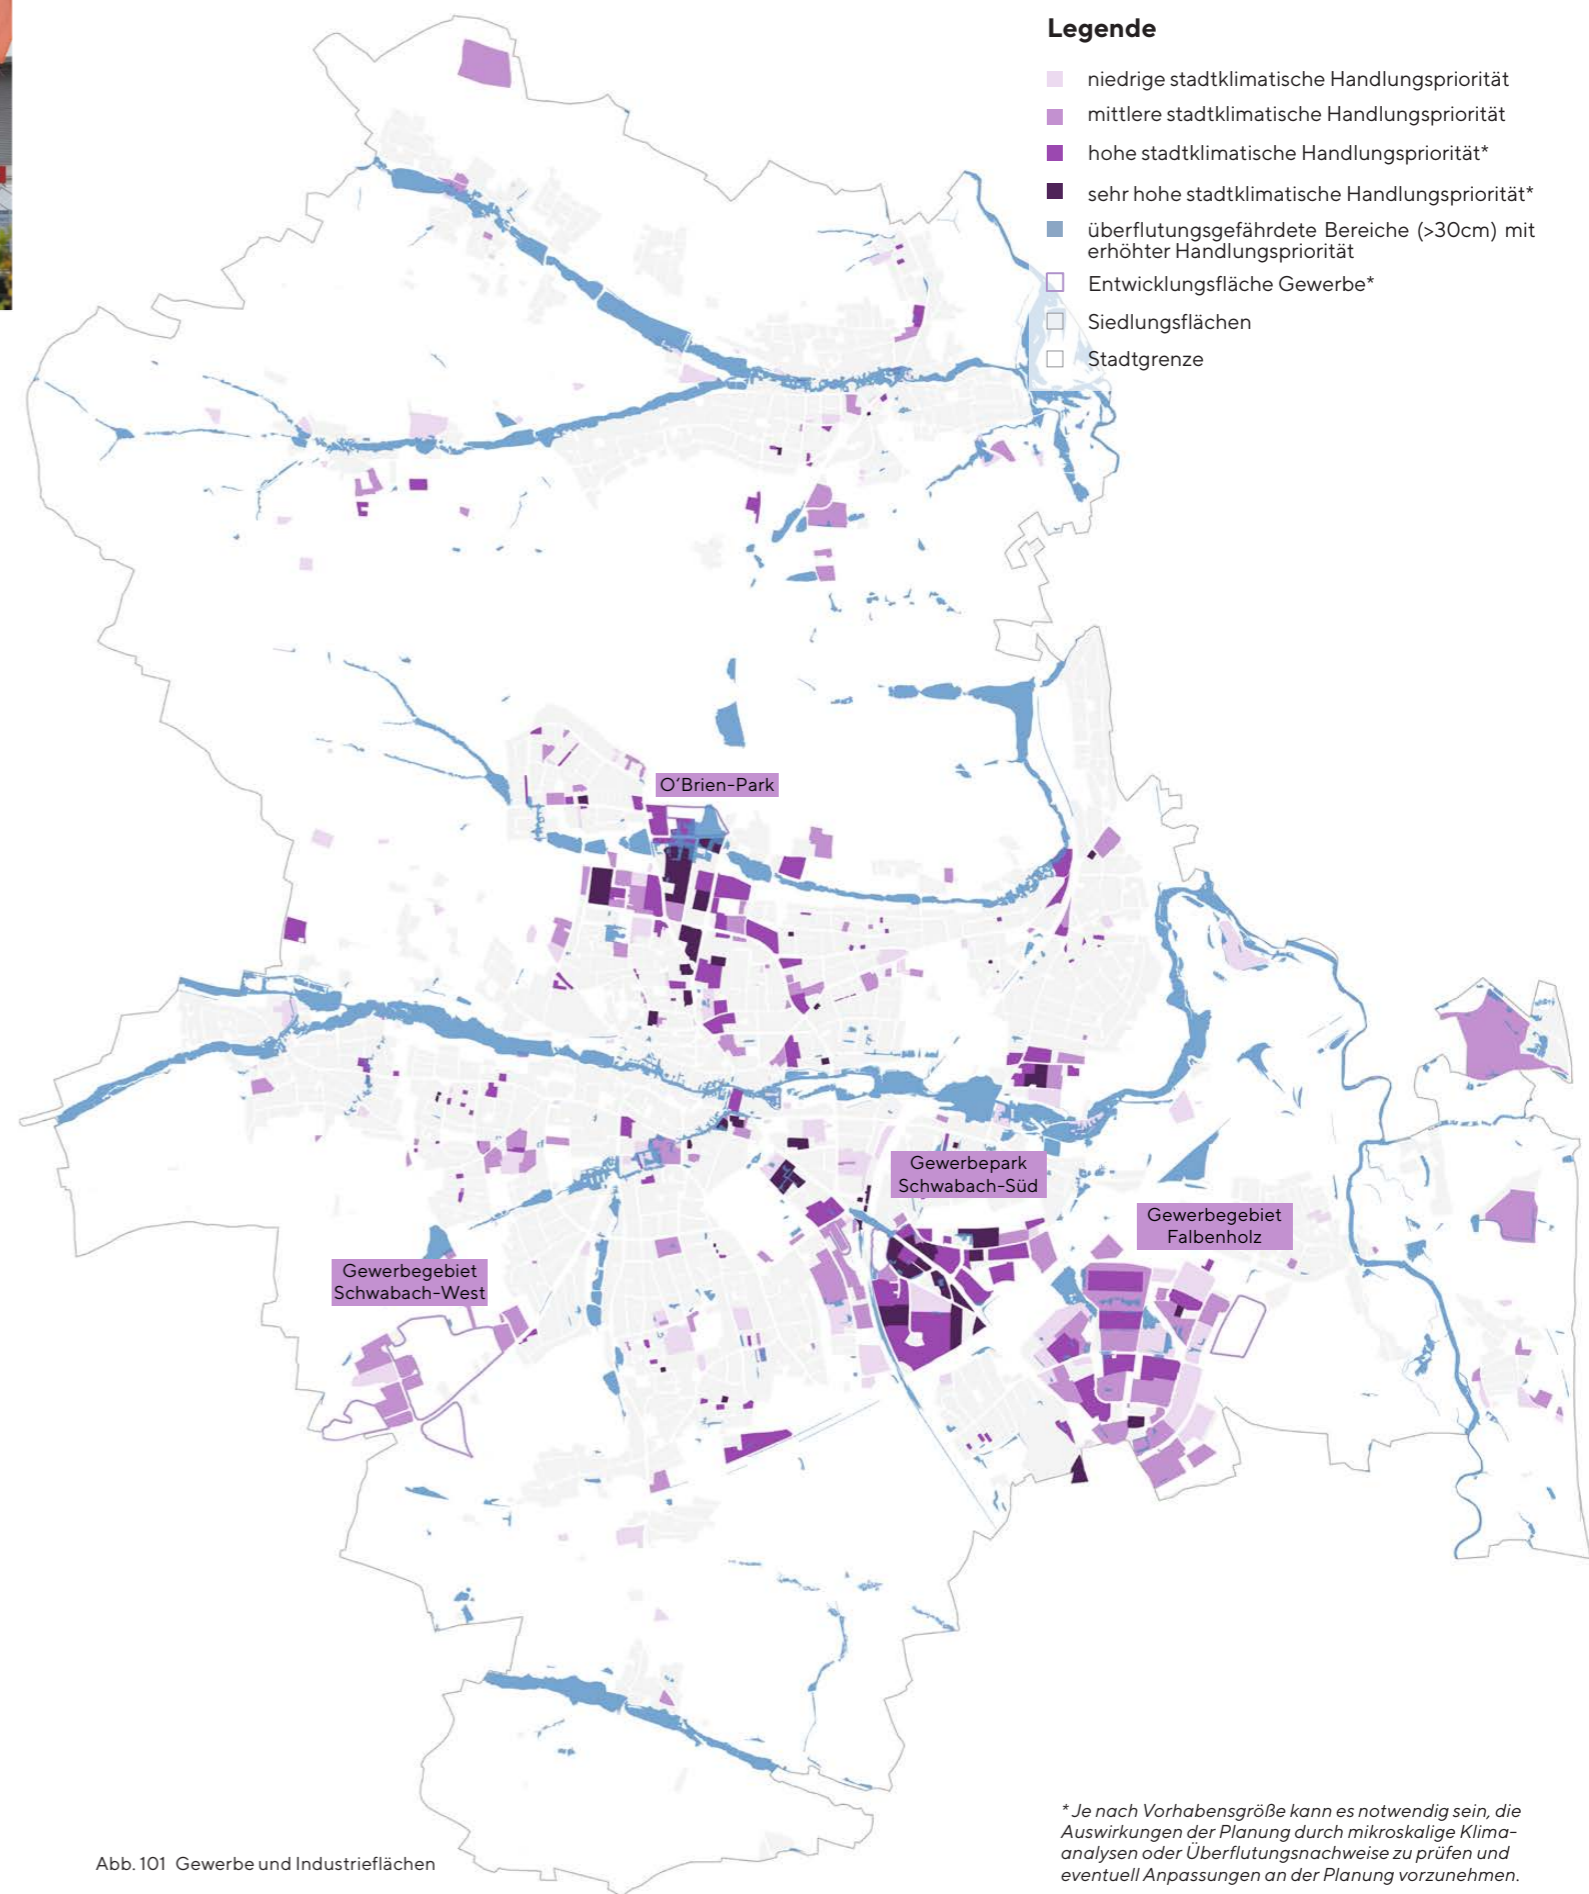 Legende
niedrige stadtklimatische Handlungspriorität
mittlere stadtklimatische Handlungspriorität
hohe stadtklimatische Handlungspriorität*
sehr hohe stadtklimatische Handlungspriorität*
überflutungsgefährdete Bereiche (>30cm) mit
erhöhter Handlungspriorität
Entwicklungsfläche Gewerbe*
Siedlungsflächen
Stadtgrenze
O'Brien-Park
Gewerbepark
Schwabach-Süd
Gewerbegebiet
Falbenholz
Gewerbegebiet
Schwabach-West
* Je nach Vorhabensgröße kann es notwendig sein, die
Auswirkungen der Planung durch mikroskalige Klima-
analysen oder Überflutungsnachweise zu prüfen und
eventuell Anpassungen an der Planung vorzunehmen.
Abb. 101 Gewerbe und Industrieflächen